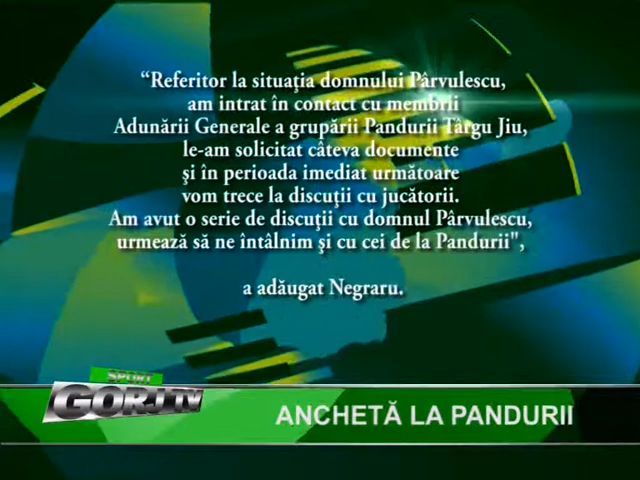 “Referitor la situaţia domnului Pârvulescu,
am intrat în contact cu membrii
Adunării Generale a grupării Pandurii Târgu Jiu,
le-am solicitat câteva documente
şi în perioada imediat următoare
vom trece la discuţii cu jucătorii.
Am avut o serie de discuţii cu domnul Pârvulescu,
urmează să ne întâlnim şi cu cei de la Pandurii",
a adăugat Negraru.
SPORT
GORJ TV
ANCHETĂ LA PANDURII